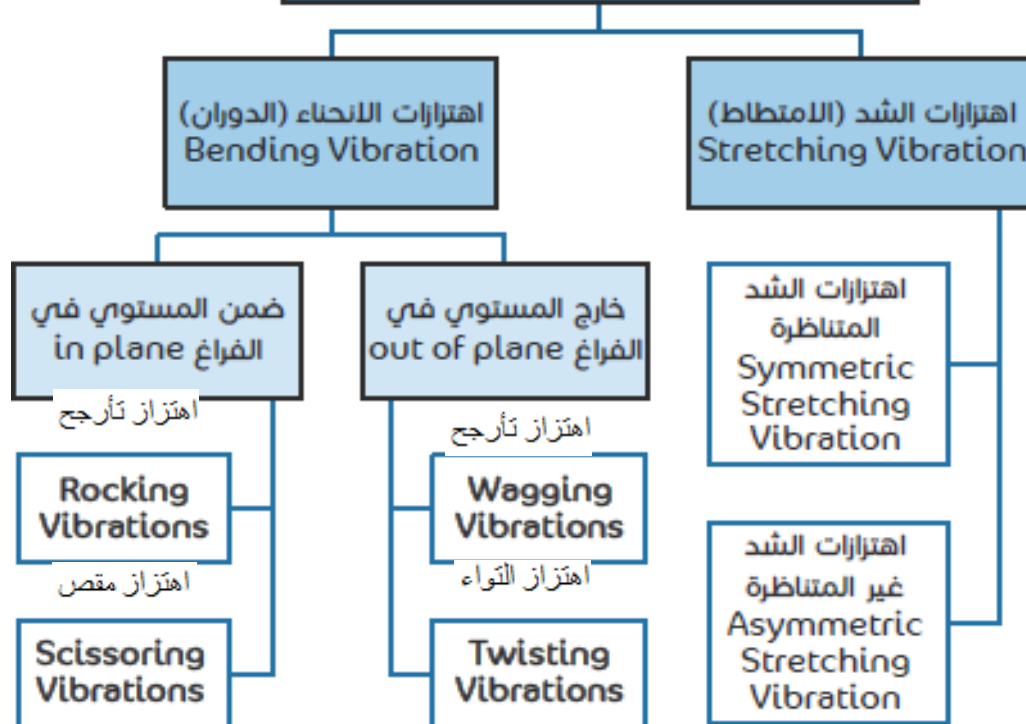 اهتزازات الشد (الامتطاط)
Stretching Vibration
اهتزازات الشد
المتناظرة
Symmetric
Stretching
Vibration
اهتزازات الشد
غير المتناظرة
Asymmetric
Stretching
Vibration
اهتزازات الانحناء (الدوران)
Bending Vibration
خارج المستوي في
الفراغ out of plane
اهتزاز تأرجح
Wagging
Vibrations
اهتزاز التواء
Twisting
Vibrations
ضمن المستوي في
الفراغ in plane
اهتزاز تأرجح
Rocking
Vibrations
اهتزاز مقص
Scissoring
Vibrations